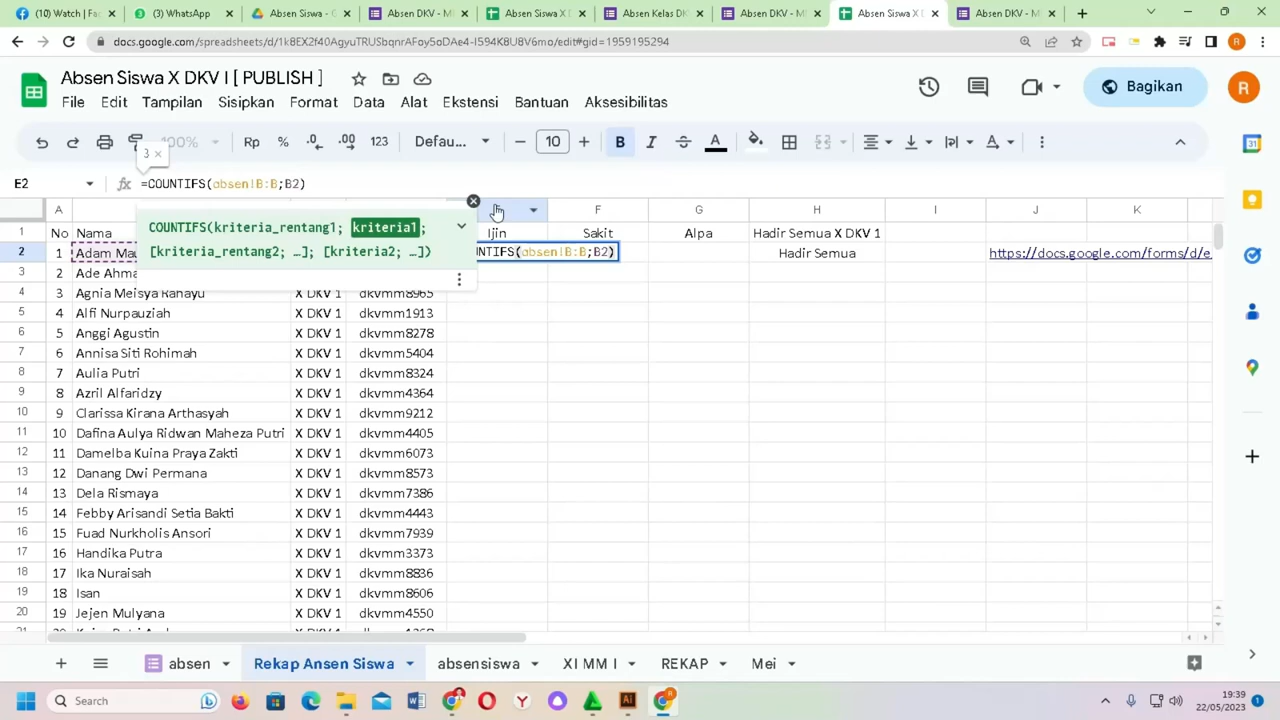 (1) Facebook
(3) WhatsApp
Absen Siswa - G
Absen DKV - M
Absen Siswa X D
Absen Kelas DK
Absen DKV - M
Absen Siswa X D
Absen DKV - M
docs.google.com/spreadsheets/d/1k8EX2f40AgyuTRUSbqnrAFoy5oDAe4-I594K8U8V6mo/edit#gid=1959195294
R
Absen Siswa X DKV I [ PUBLISH ]
Bagikan
R
File Edit Tampilan Sisipkan Format Data Alat Ekstensi Bantuan Aksesibilitas
100% Rp % .0 .00 123 Defau... 10 B I S A
3 ×
E2 fx =COUNTIFS(absen!B:B;B2)
A F G H I J K
COUNTIFS(kriteria_rentang1; kriteria1;
[kriteria_rentang2; …]; [kriteria2; …])
1 No Nama Ijin Sakit Alpa Hadir Semua X DKV 1
2 1 Adam Mau NTIFS(absen!B:B;B2) Hadir Semua https://docs.google.com/forms/d/e
3 2 Ade Ahma
4 3 Agnia Meisya Rahayu X DKV 1 dkvmm8965
5 4 Alfi Nurpauziah X DKV 1 dkvmm1913
6 5 Anggi Agustin X DKV 1 dkvmm8278
7 6 Annisa Siti Rohimah X DKV 1 dkvmm5404
8 7 Aulia Putri X DKV 1 dkvmm8324
9 8 Azril Alfaridzy X DKV 1 dkvmm4364
10 9 Clarissa Kirana Arthasyah X DKV 1 dkvmm9212
11 10 Dafina Aulya Ridwan Maheza Putri X DKV 1 dkvmm4405
12 11 Damelba Kuina Praya Zakti X DKV 1 dkvmm6073
13 12 Danang Dwi Permana X DKV 1 dkvmm8573
14 13 Dela Rismaya X DKV 1 dkvmm7386
15 14 Febby Arisandi Setia Bakti X DKV 1 dkvmm4443
16 15 Fuad Nurkholis Ansori X DKV 1 dkvmm7939
17 16 Handika Putra X DKV 1 dkvmm3373
18 17 Ika Nuraisah X DKV 1 dkvmm8836
19 18 Isan X DKV 1 dkvmm8606
20 19 Jejen Mulyana X DKV 1 dkvmm4550
absen Rekap Ansen Siswa absensiswa XI MM I REKAP Mei
Search
19:39
22/05/2023